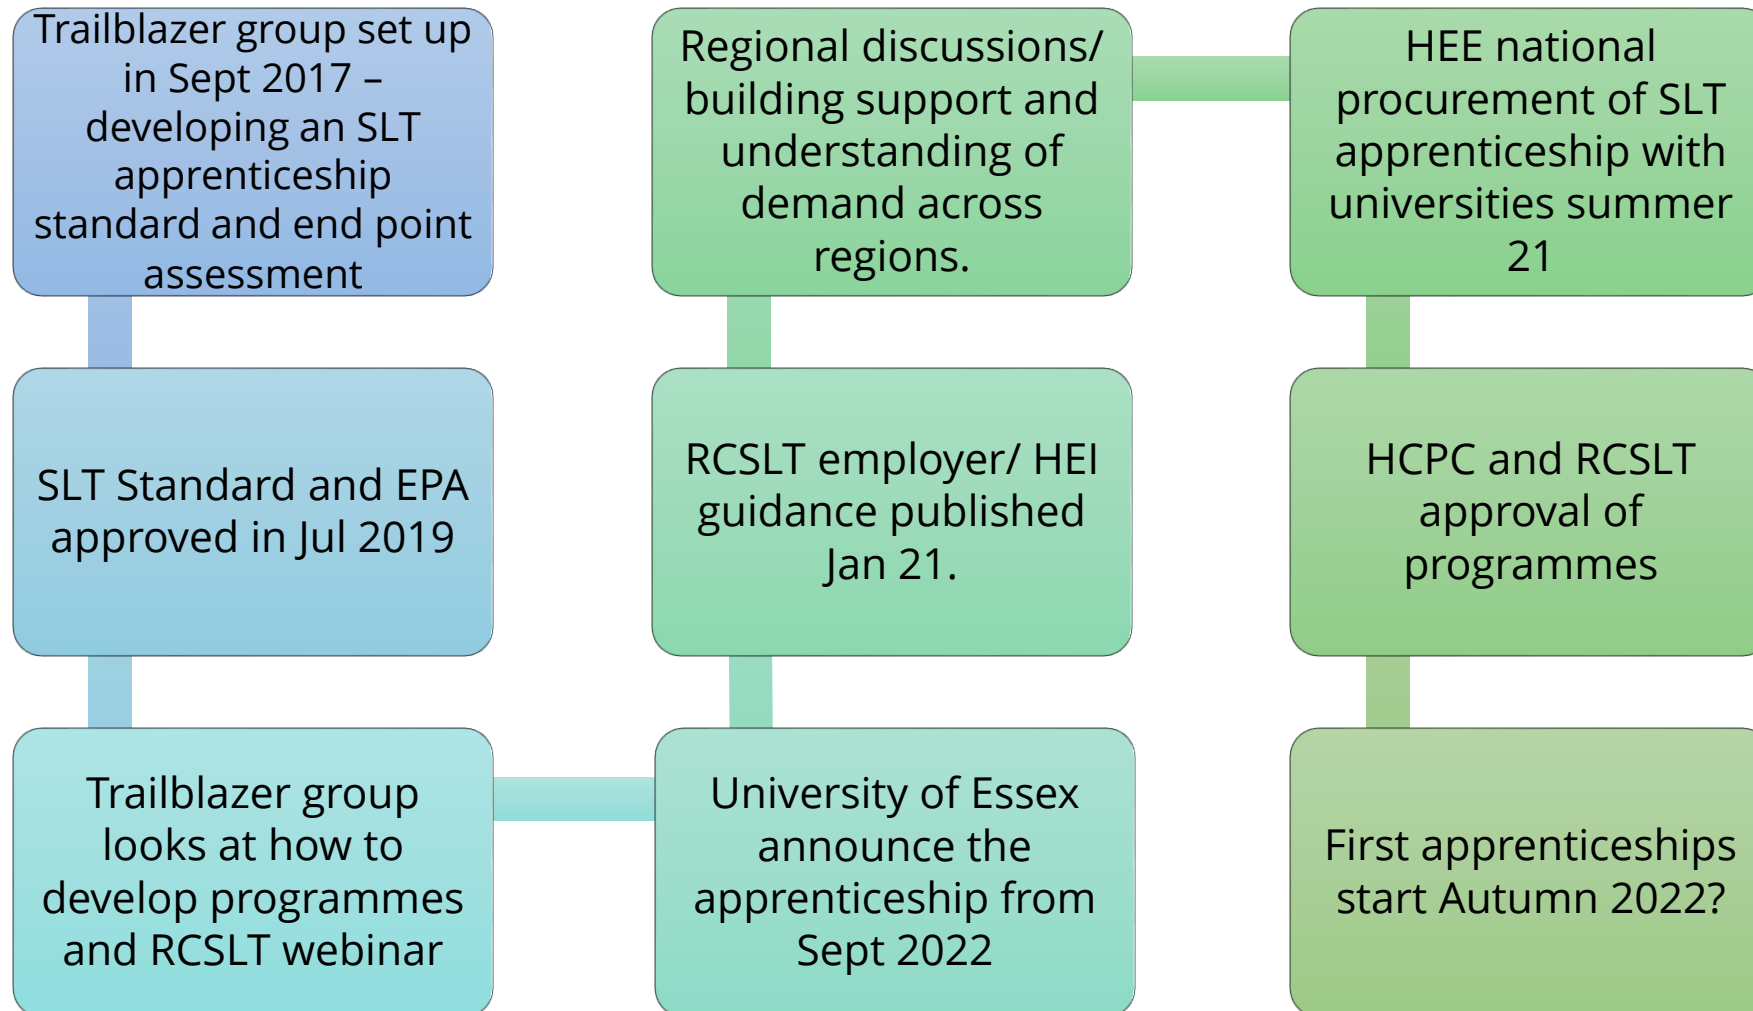 Trailblazer group set up
in Sept 2017 –
developing an SLT
apprenticeship
standard and end point
assessment
SLT Standard and EPA
approved in Jul 2019
Trailblazer group
looks at how to
develop programmes
and RCSLT webinar
University of Essex
announce the
apprenticeship from
Sept 2022
RCSLT employer/ HEI
guidance published
Jan 21.
Regional discussions/
building support and
understanding of
demand across
regions.
HEE national
procurement of SLT
apprenticeship with
universities summer
21
HCPC and RCSLT
approval of
programmes
First apprenticeships
start Autumn 2022?